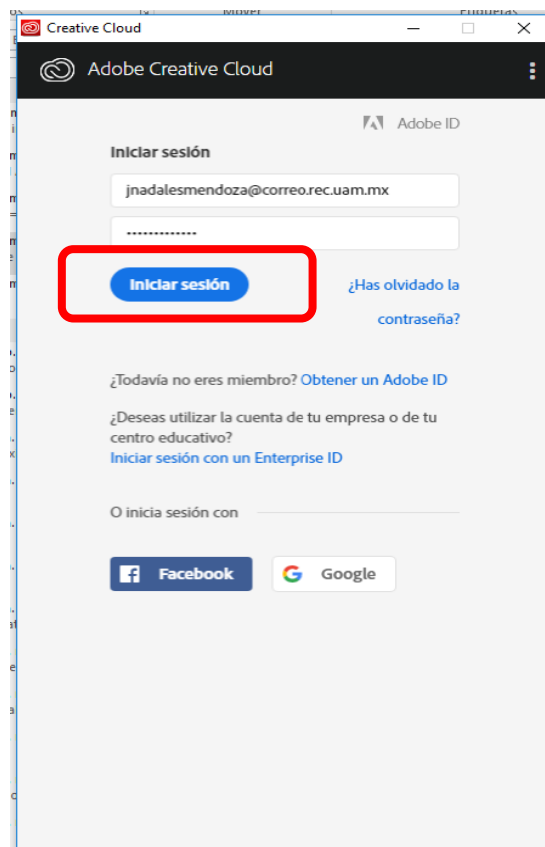 Mover
Etiquetas
Creative Cloud
Adobe Creative Cloud
Adobe ID
Iniciar sesión
jnadalesmendoza@correo.rec.uam.mx
•••••••••••••
Iniciar sesión
¿Has olvidado la
contraseña?
¿Todavía no eres miembro? Obtener un Adobe ID
¿Deseas utilizar la cuenta de tu empresa o de tu
centro educativo?
Iniciar sesión con un Enterprise ID
O inicia sesión con
Facebook
Google